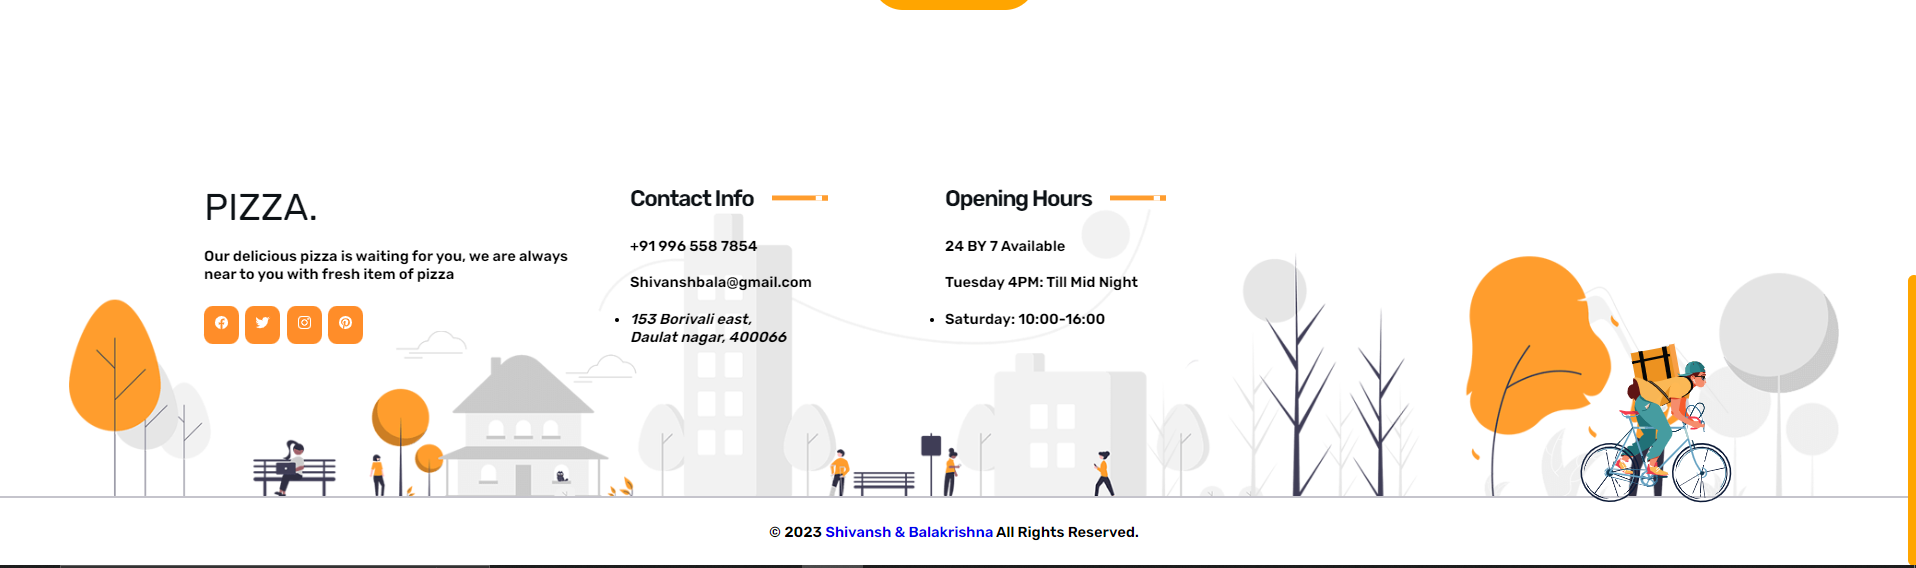 PIZZA.
Our delicious pizza is waiting for you, we are always
near to you with fresh item of pizza
Contact Info
+91 996 558 7854
Shivanshbala@gmail.com
153 Borivali east,
Daulat nagar, 400066
Opening Hours
24 BY 7 Available
Tuesday 4PM: Till Mid Night
Saturday: 10:00-16:00
© 2023 Shivansh & Balakrishna All Rights Reserved.